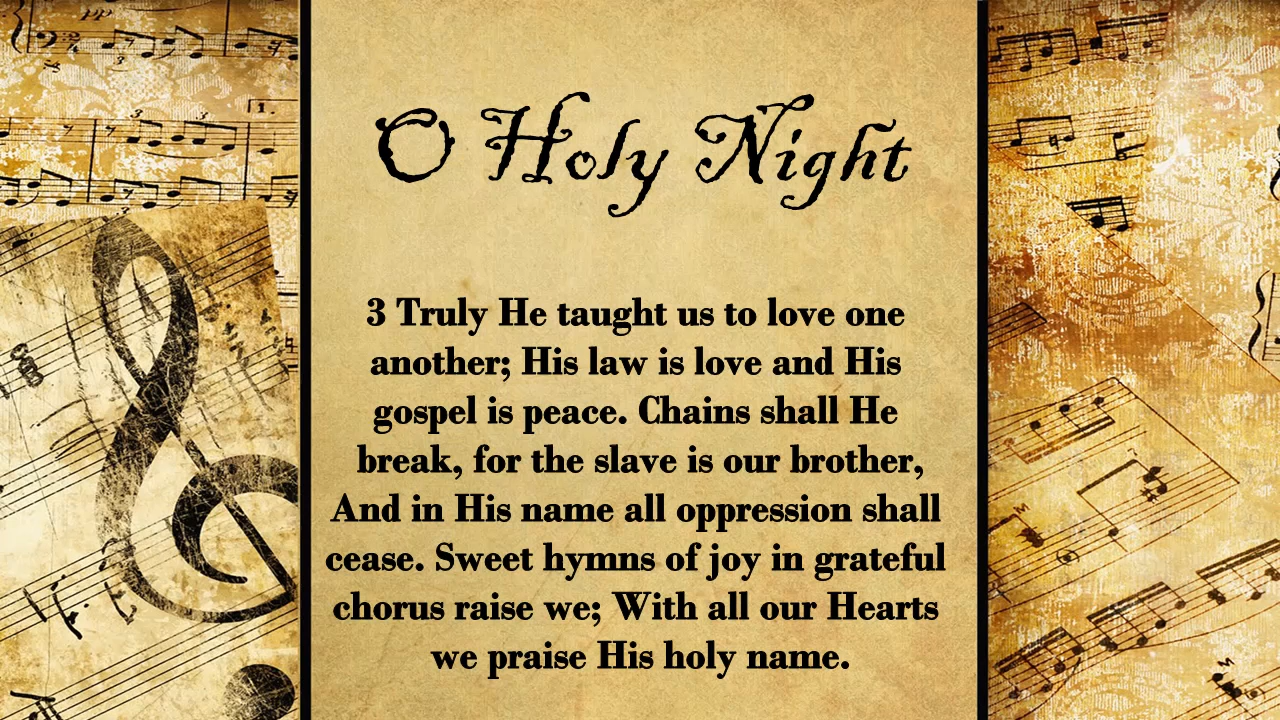 O Holy Night
3 Truly He taught us to love one
another; His law is love and His
gospel is peace. Chains shall He
break, for the slave is our brother,
And in His name all oppression shall
cease. Sweet hymns of joy in grateful
chorus raise we; With all our Hearts
we praise His holy name.